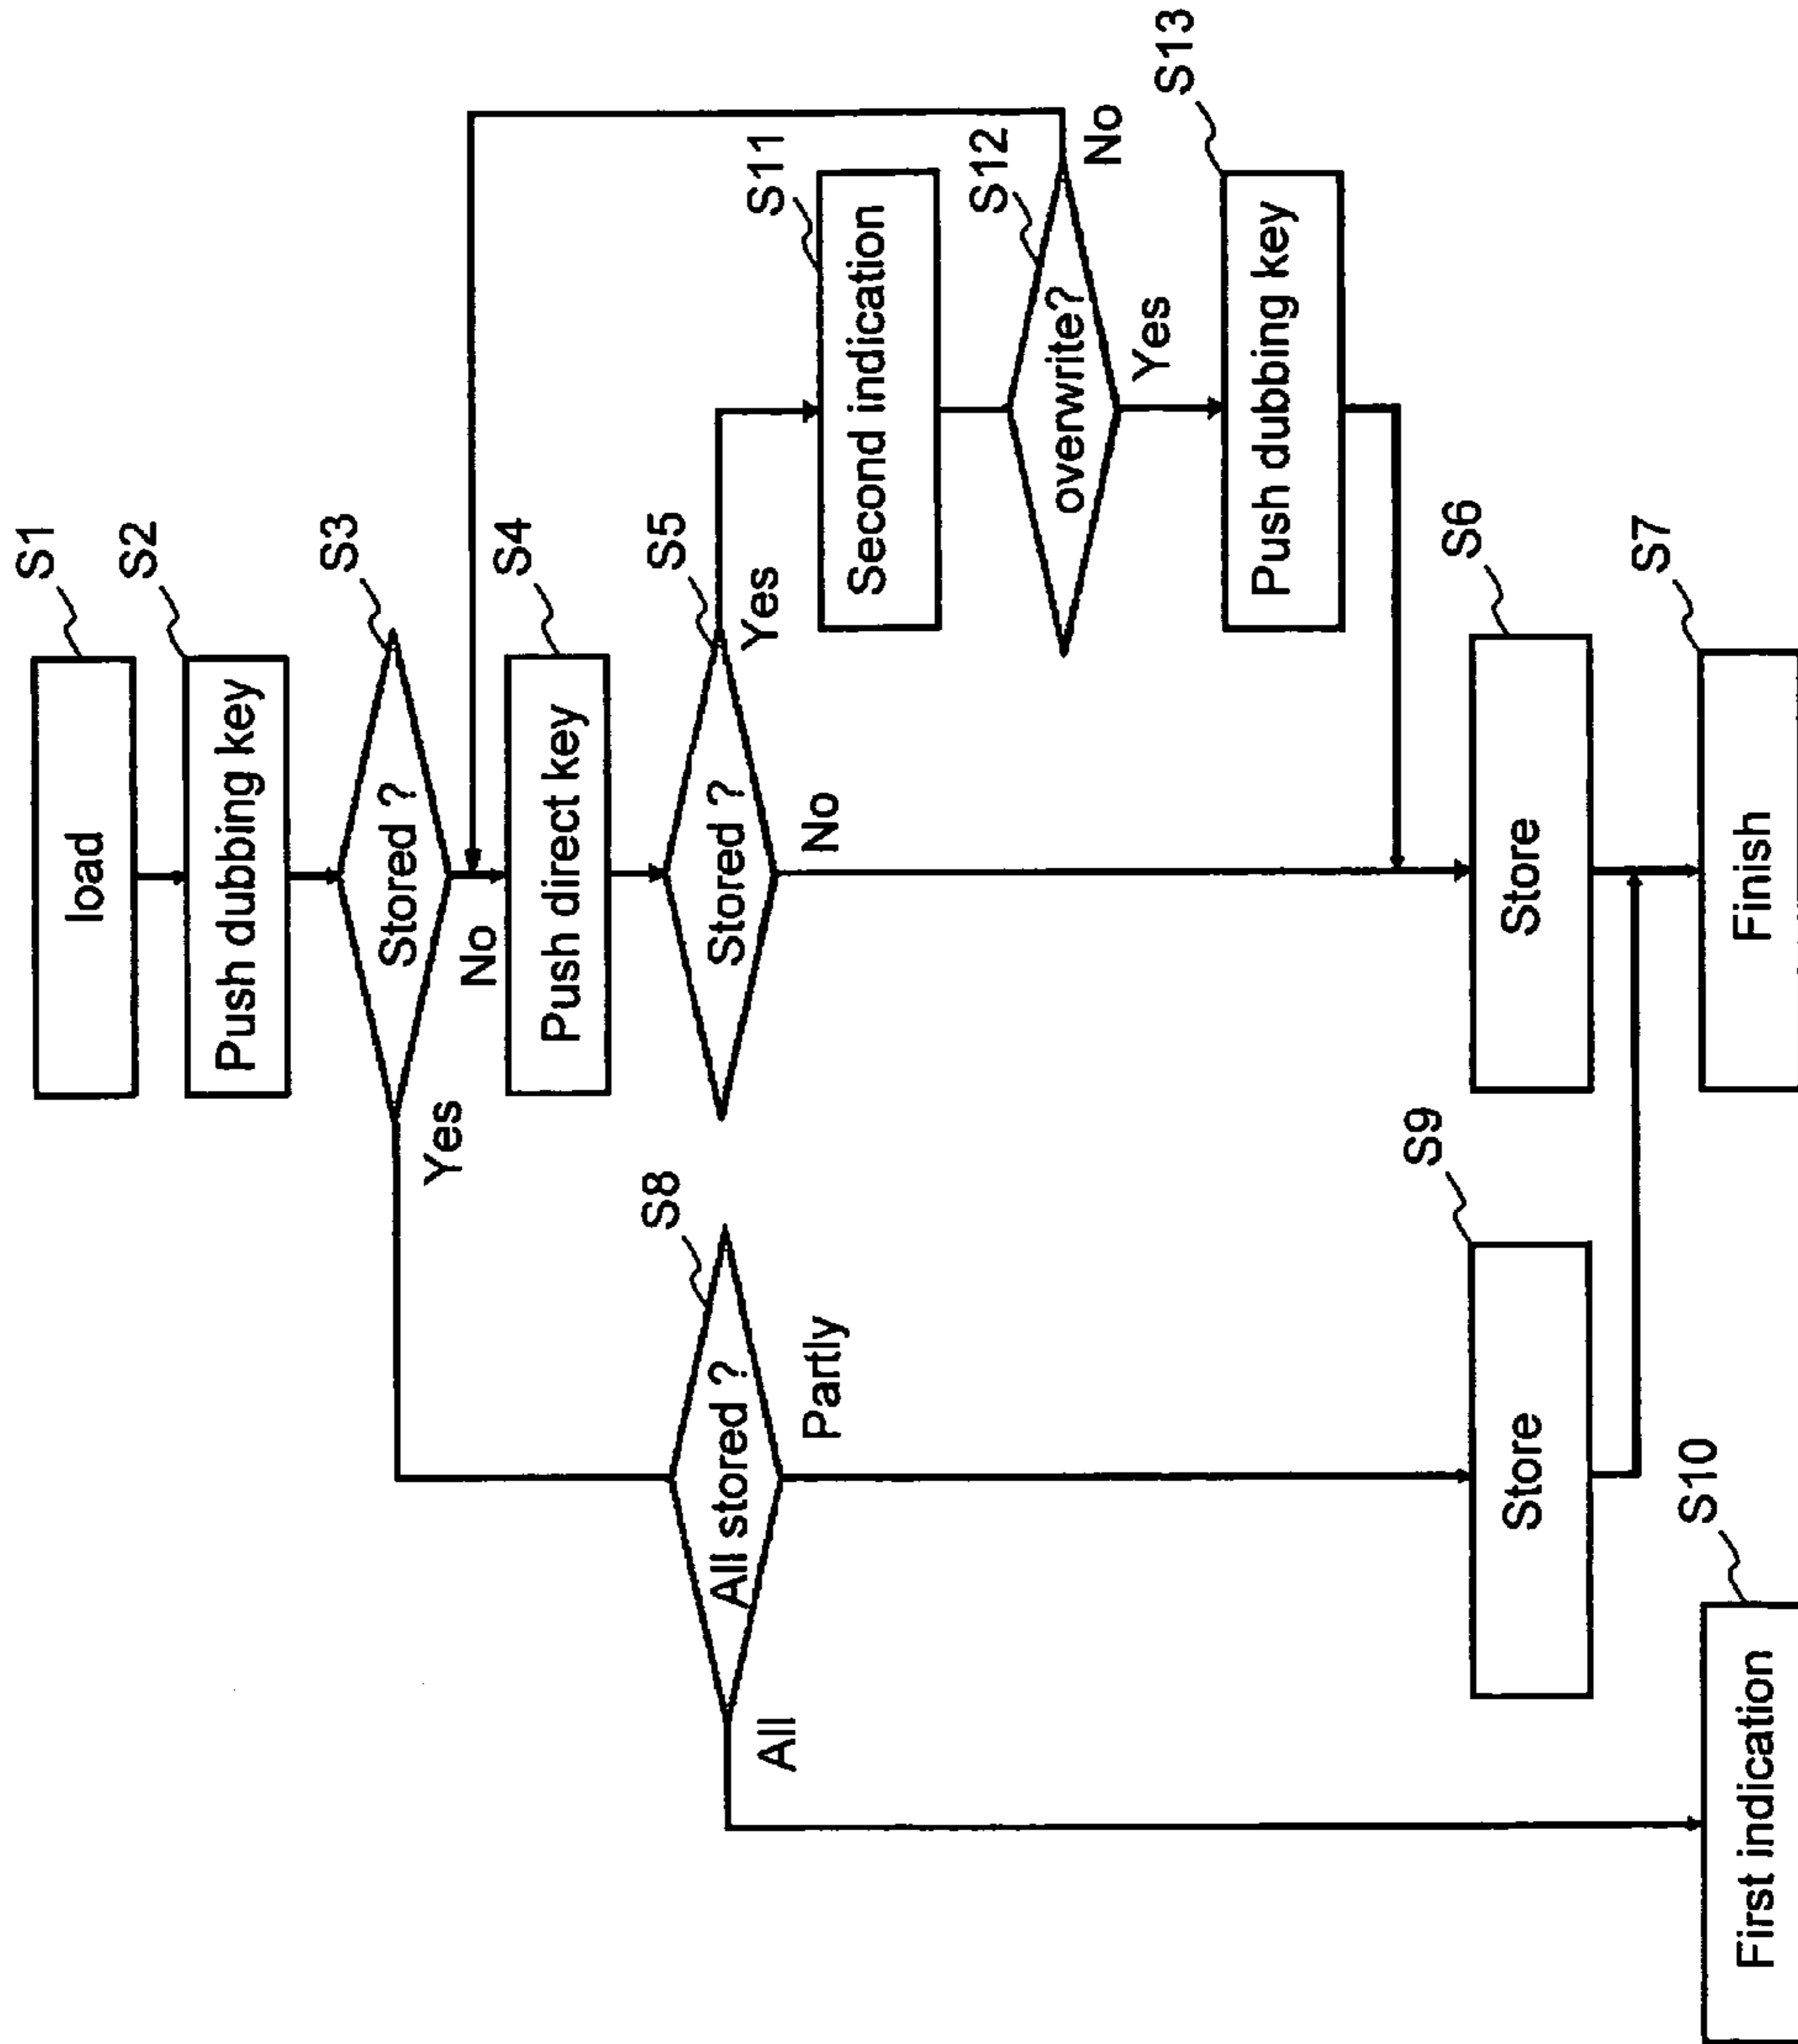 S1
load
S2
Push dubbing key
S3
Stored ?
Yes
No
S4
Push direct key
S5
Stored ?
Yes
No
S8
All stored ?
All
Partly
S11
Second indication
S12
overwrite?
No
Yes
S13
Push dubbing key
S9
Store
S6
Store
S10
First indication
S7
Finish